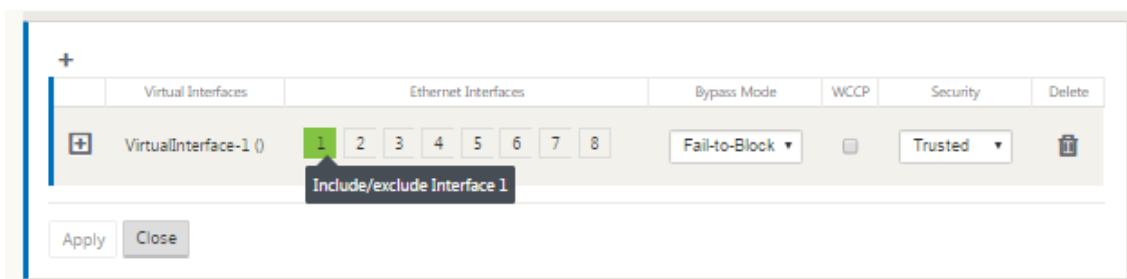 +
Virtual Interfaces Ethernet Interfaces Bypass Mode WCCP Security Delete
+ VirtualInterface-1 () 1 2 3 4 5 6 7 8 Fail-to-Block ▾ Trusted ▾
Include/exclude Interface 1
Apply Close